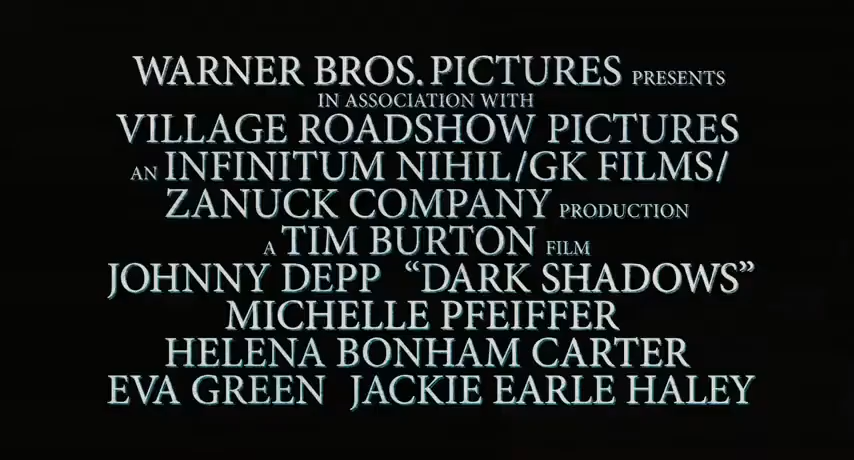 WARNER BROS. PICTURES PRESENTS
IN ASSOCIATION WITH
VILLAGE ROADSHOW PICTURES
AN INFINITUM NIHIL/GK FILMS/
ZANUCK COMPANY PRODUCTION
A TIM BURTON FILM
JOHNNY DEPP “DARK SHADOWS”
MICHELLE PFEIFFER
HELENA BONHAM CARTER
EVA GREEN JACKIE EARLE HALEY